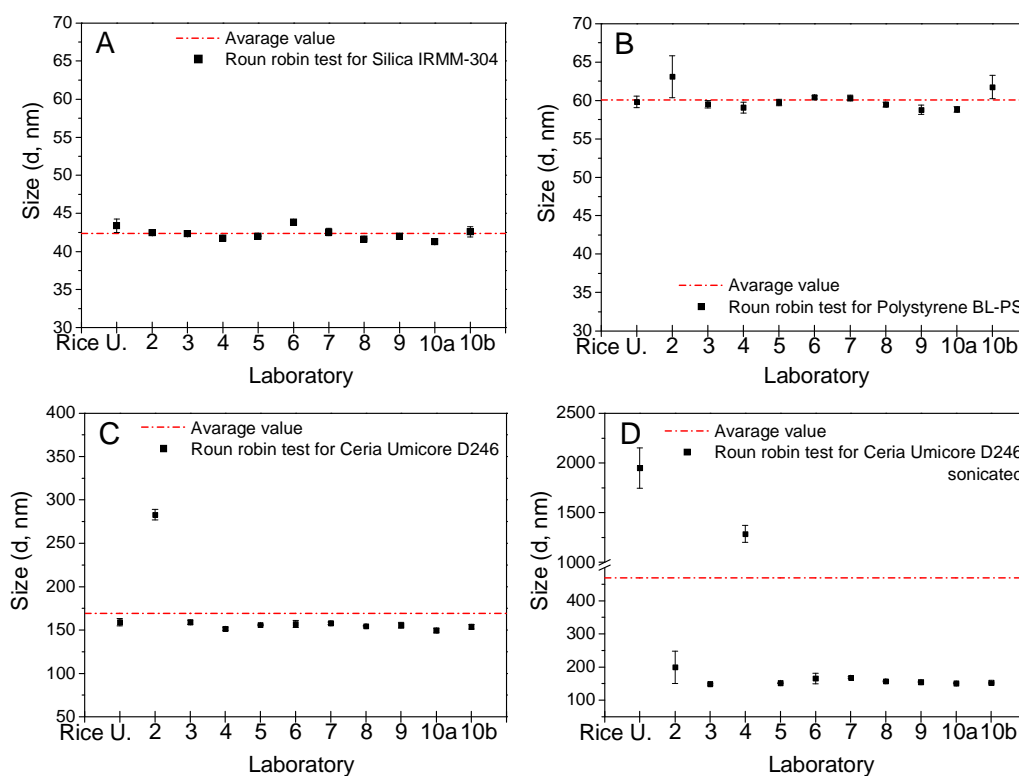 A
Avarage value
Roun robin test for Silica IRMM-304
70
65
60
55
50
45
40
35
30
Size (d, nm)
Rice U. 2 3 4 5 6 7 8 9 10a 10b
Laboratory
B
70
65
60
55
50
45
40
35
30
Size (d, nm)
Avarage value
Roun robin test for Polystyrene BL-PS
Rice U. 2 3 4 5 6 7 8 9 10a 10b
Laboratory
C
Avarage value
Roun robin test for Ceria Umicore D246
400
350
300
250
200
150
100
50
Size (d, nm)
Rice U. 2 3 4 5 6 7 8 9 10a 10b
Laboratory
D
Avarage value
Roun robin test for Ceria Umicore D246
sonicated
2500
2000
1500
1000
400
300
200
100
Size (d, nm)
Rice U. 2 3 4 5 6 7 8 9 10a 10b
Laboratory